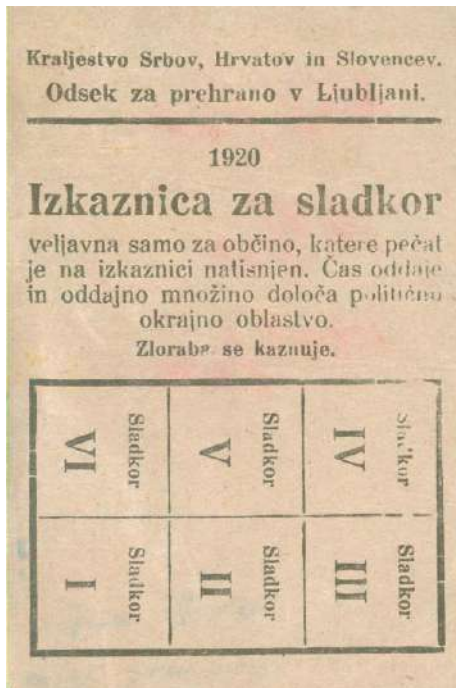 Kraljestvo Srbov, Hrvatov in Slovencev.
Odsek za prehrano v Ljubljani.
1920
Izkaznica za sladkor
veljavna samo za občino, katere pečat
je na izkaznici natisnjen. Čas oddaje
in oddajno množino določa politično
okrajno oblastvo.
Zloraba se kaznuje.
Sladkor
VI
Sladkor
V
Sladkor
IV
Sladkor
I
Sladkor
II
Sladkor
III